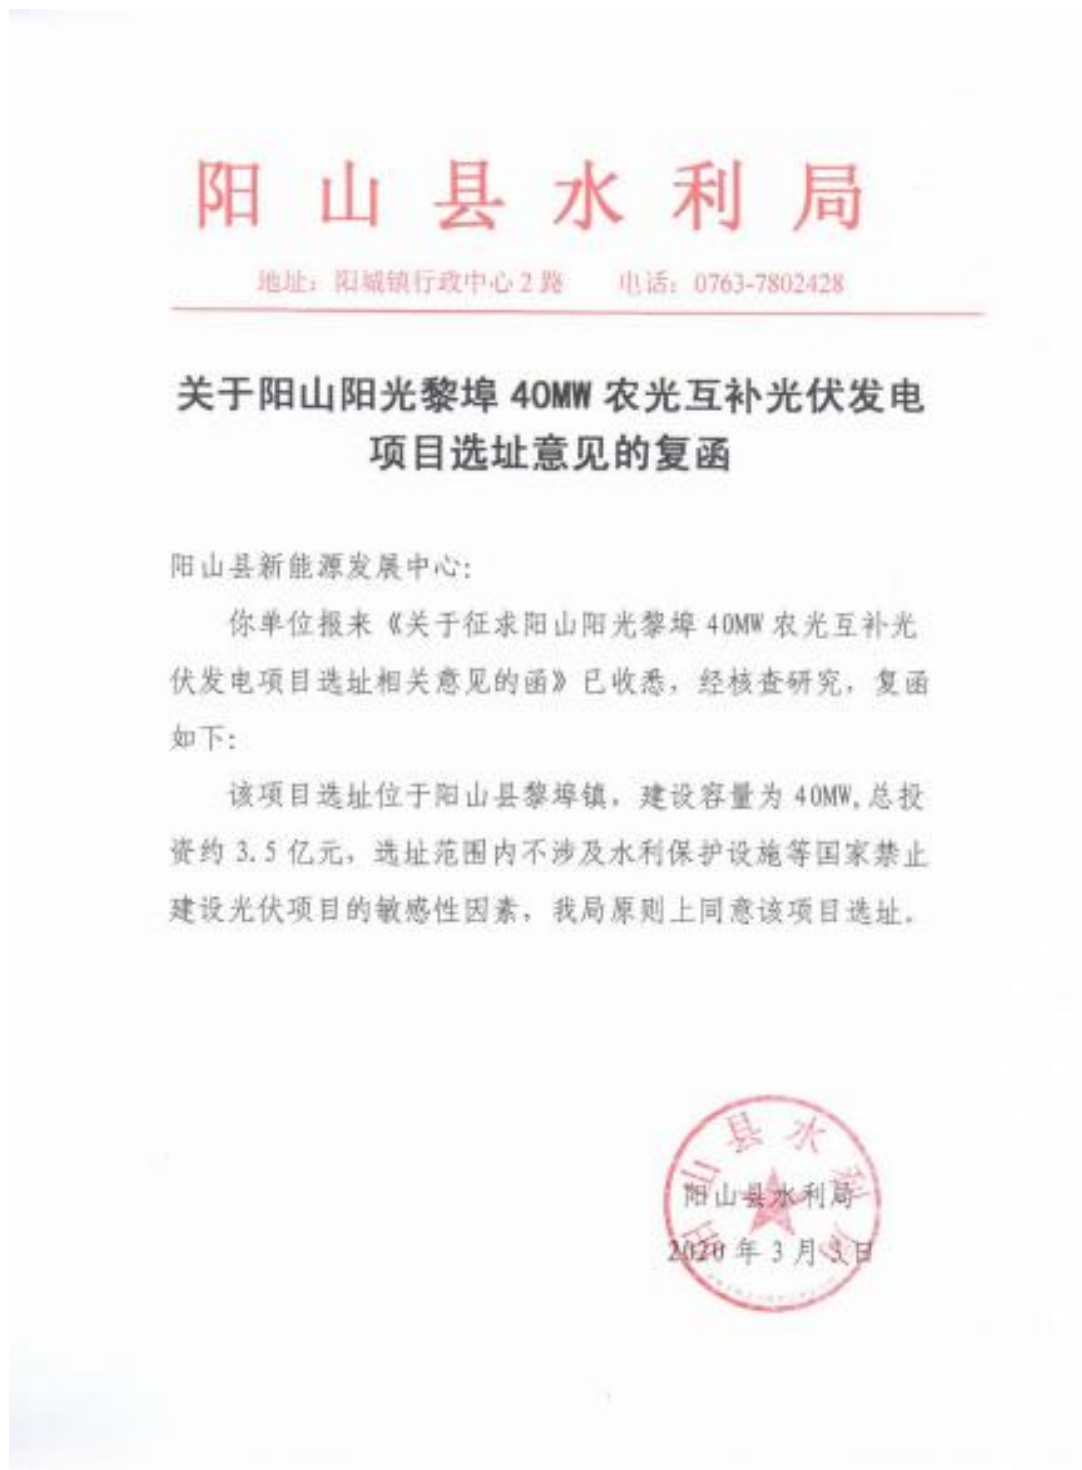 阳山县水利局
地址：阳城镇行政中心2路 电话：0763-7802428
关于阳山阳光黎埠40MW农光互补光伏发电
项目选址意见的复函
阳山县新能源发展中心：
你单位报来《关于征求阳山阳光黎埠40MW农光互补光
伏发电项目选址相关意见的函》已收悉，经核查研究，复函
如下：
该项目选址位于阳山县黎埠镇，建设容量为40MW,总投
资约3.5亿元，选址范围内不涉及水利保护设施等国家禁止
建设光伏项目的敏感性因素，我局原则上同意该项目选址。
阳山县水利局
阳山县水利局
2020年3月3日